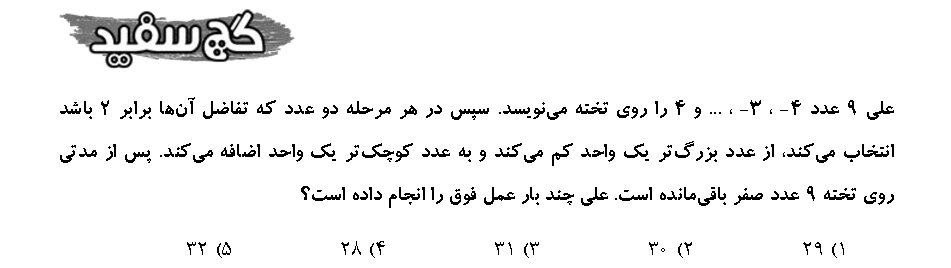 گچ سفید
علی ۹ عدد ۴- ، ۳- ، ... و ۴ را روی تخته می‌نویسد. سپس در هر مرحله دو عدد که تفاضل آن‌ها برابر ۲ باشد
انتخاب می‌کند، از عدد بزرگ‌تر یک واحد کم می‌کند و به عدد کوچک‌تر یک واحد اضافه می‌کند. پس از مدتی
روی تخته ۹ عدد صفر باقی‌مانده است. علی چند بار عمل فوق را انجام داده است؟
۱) ۲۹ ۲) ۳۰ ۳) ۳۱ ۴) ۲۸ ۵) ۳۲